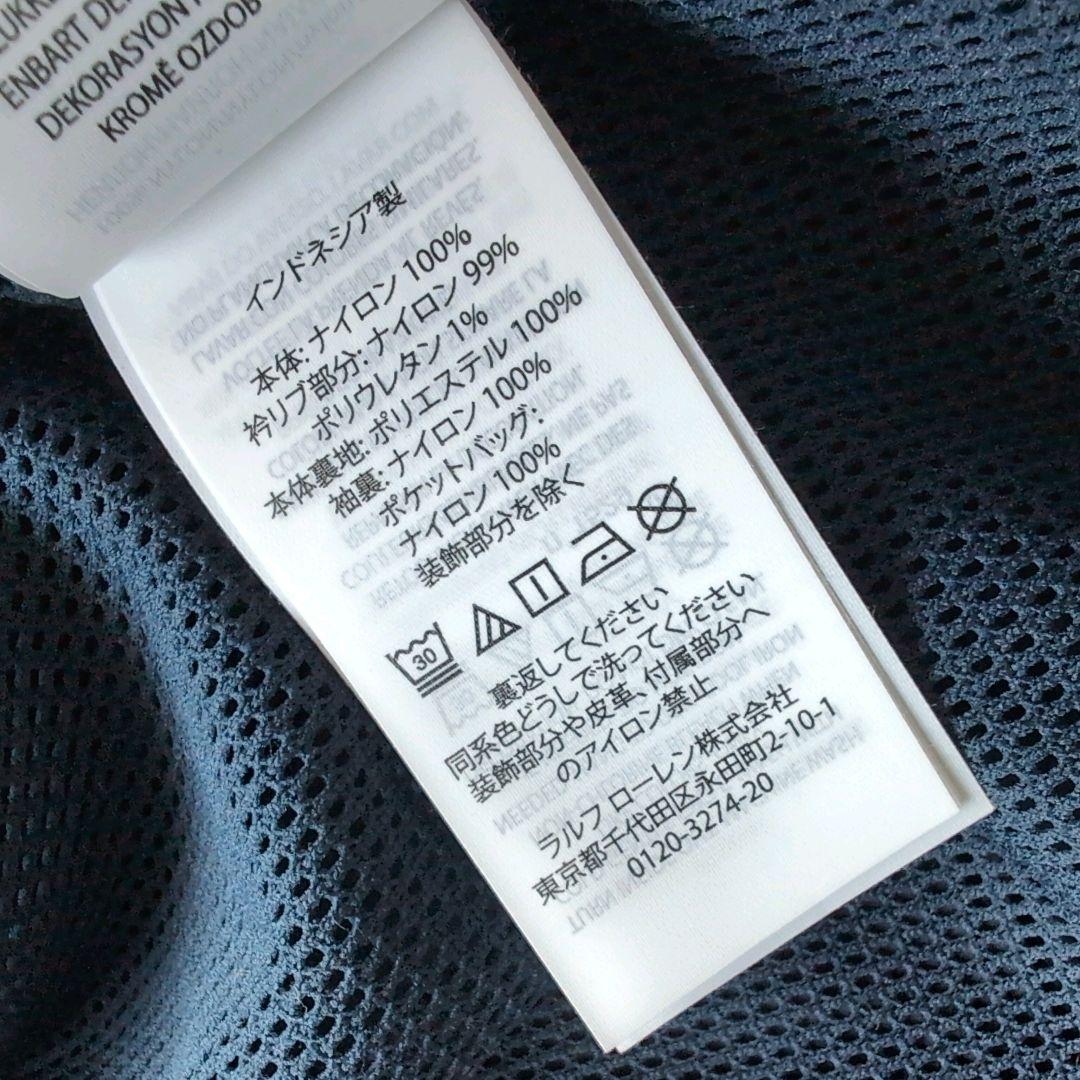 ENBART DE
DEKORASYON
KROMĚ OZDOB
インドネシア製
本体: ナイロン 100%
衿リブ部分: ナイロン 99%
ポリウレタン 1%
本体裏地: ポリエステル 100%
袖裏: ナイロン 100%
ポケットバッグ:
ナイロン 100%
装飾部分を除く
30
裏返してください
同系色どうしで洗ってください
装飾部分や皮革、付属部分へ
のアイロン禁止
ラルフ ローレン株式会社
東京都千代田区永田町2-10-1
0120-3274-20